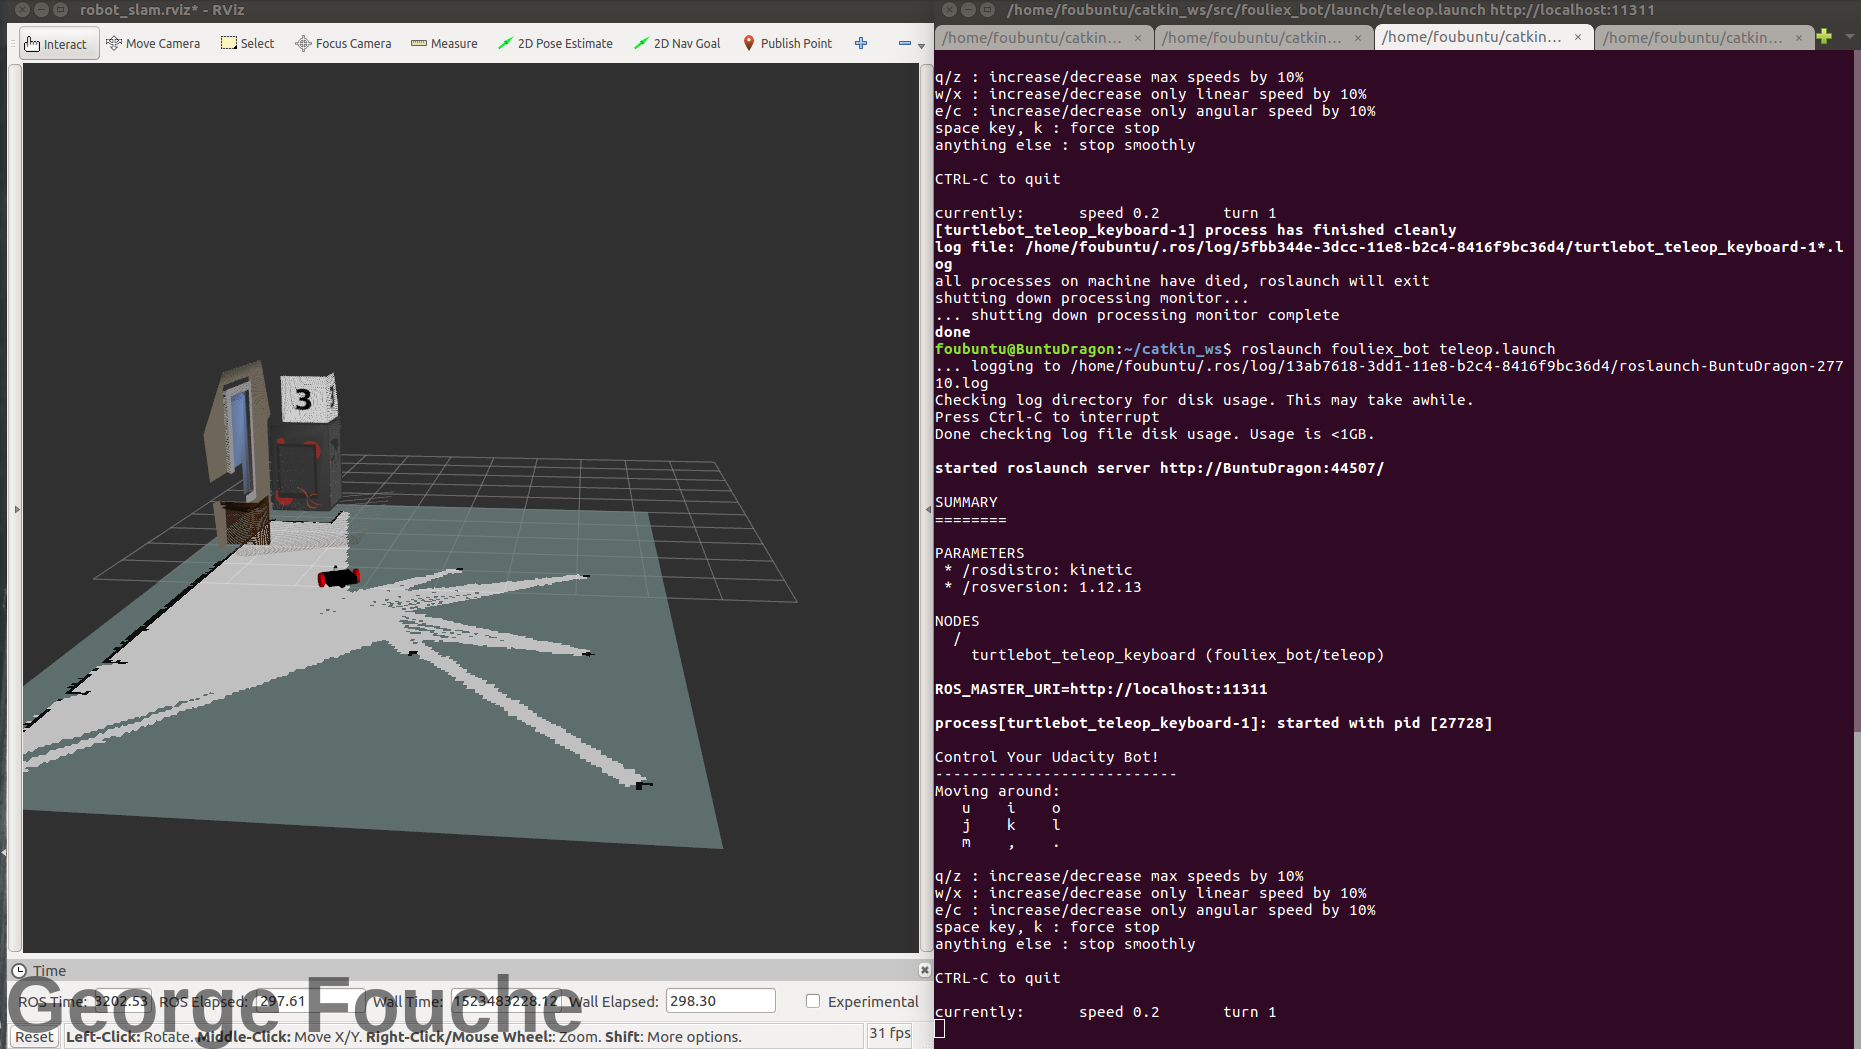 robot_slam.rviz* - RViz
Interact Move Camera Select Focus Camera Measure 2D Pose Estimate 2D Nav Goal Publish Point
3
Time
ROS Time: 3202.53 ROS Elapsed: 297.61 Wall Time: 1523483228.12 Wall Elapsed: 298.30 Experimental
George Fouche
Reset Left-Click: Rotate. Middle-Click: Move X/Y. Right-Click/Mouse Wheel:: Zoom. Shift: More options. 31 fps
/home/foubuntu/catkin_ws/src/fouliex_bot/launch/teleop.launch http://localhost:11311
/home/foubuntu/catkin... × /home/foubuntu/catkin... × /home/foubuntu/catkin... × /home/foubuntu/catkin... ×
q/z : increase/decrease max speeds by 10%
w/x : increase/decrease only linear speed by 10%
e/c : increase/decrease only angular speed by 10%
space key, k : force stop
anything else : stop smoothly
CTRL-C to quit
currently: speed 0.2 turn 1
[turtlebot_teleop_keyboard-1] process has finished cleanly
log file: /home/foubuntu/.ros/log/5fbb344e-3dcc-11e8-b2c4-8416f9bc36d4/turtlebot_teleop_keyboard-1*.l
og
all processes on machine have died, roslaunch will exit
shutting down processing monitor...
... shutting down processing monitor complete
done
foubuntu@BuntuDragon:~/catkin_ws$ roslaunch fouliex_bot teleop.launch
... logging to /home/foubuntu/.ros/log/13ab7618-3dd1-11e8-b2c4-8416f9bc36d4/roslaunch-BuntuDragon-277
10.log
Checking log directory for disk usage. This may take awhile.
Press Ctrl-C to interrupt
Done checking log file disk usage. Usage is <1GB.
started roslaunch server http://BuntuDragon:44507/
SUMMARY
========
PARAMETERS
* /rosdistro: kinetic
* /rosversion: 1.12.13
NODES
/
turtlebot_teleop_keyboard (fouliex_bot/teleop)
ROS_MASTER_URI=http://localhost:11311
process[turtlebot_teleop_keyboard-1]: started with pid [27728]
Control Your Udacity Bot!
---------------------------
Moving around:
u i o
j k l
m , .
q/z : increase/decrease max speeds by 10%
w/x : increase/decrease only linear speed by 10%
e/c : increase/decrease only angular speed by 10%
space key, k : force stop
anything else : stop smoothly
CTRL-C to quit
currently: speed 0.2 turn 1